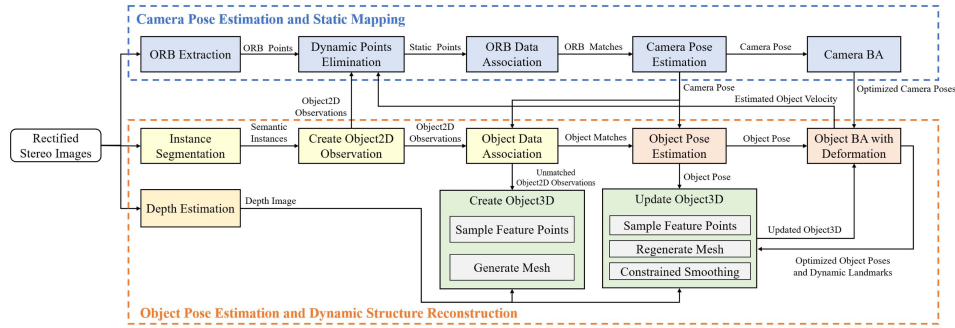 Camera Pose Estimation and Static Mapping
ORB Extraction
ORB Points
Dynamic Points
Elimination
Static Points
ORB Data
Association
ORB Matches
Camera Pose
Estimation
Camera Pose
Camera BA
Object2D
Observations
Camera Pose
Estimated Object Velocity
Optimized Camera Poses
Rectified
Stereo Images
Instance
Segmentation
Semantic
Instances
Create Object2D
Observation
Object2D
Observations
Object Data
Association
Object Matches
Object Pose
Estimation
Object Pose
Object BA with
Deformation
Unmatched
Object2D Observations
Object Pose
Depth Estimation
Depth Image
Create Object3D
Sample Feature Points
Generate Mesh
Update Object3D
Sample Feature Points
Regenerate Mesh
Constrained Smoothing
Updated Object3D
Optimized Object Poses
and Dynamic Landmarks
Object Pose Estimation and Dynamic Structure Reconstruction